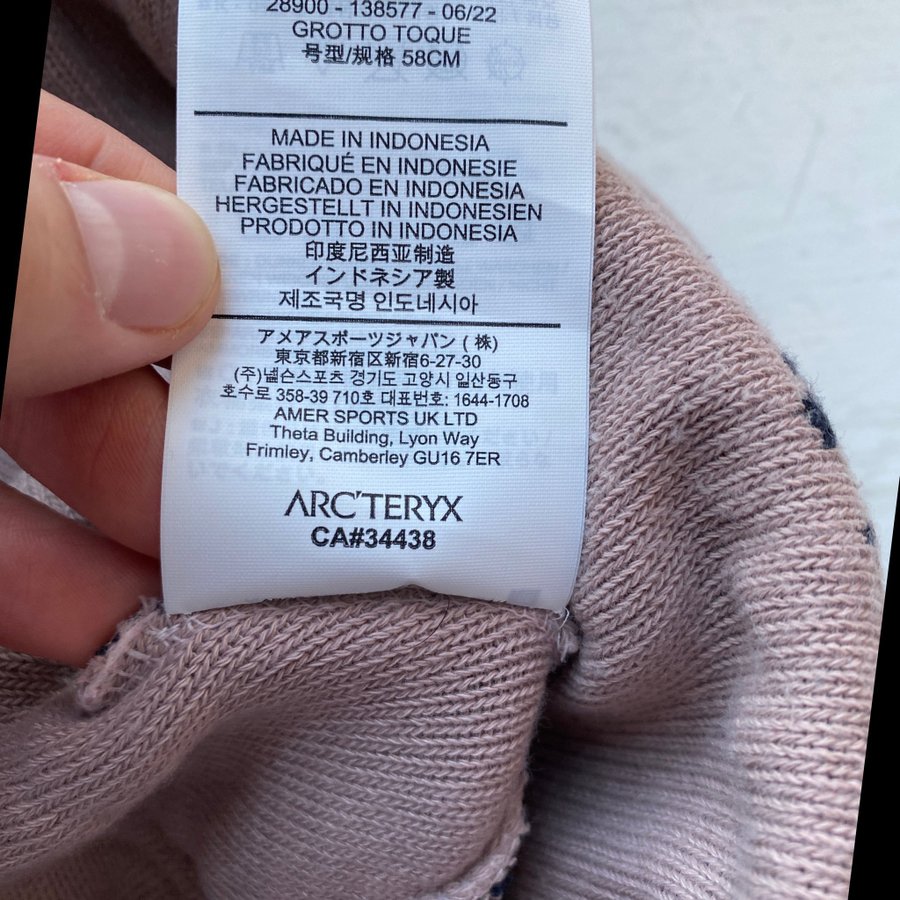 28900 - 138577 - 06/22
GROTTO TOQUE
号型/规格 58CM
MADE IN INDONESIA
FABRIQUÉ EN INDONESIE
FABRICADO EN INDONESIA
HERGESTELLT IN INDONESIEN
PRODOTTO IN INDONESIA
印度尼西亚制造
インドネシア製
제조국명 인도네시아
アメアスポーツジャパン (株)
東京都新宿区新宿6-27-30
(주)넬슨스포츠 경기도 고양시 일산동구
호수로 358-39 710호 대표번호: 1644-1708
AMER SPORTS UK LTD
Theta Building, Lyon Way
Frimley, Camberley GU16 7ER
ARC'TERYX
CA#34438